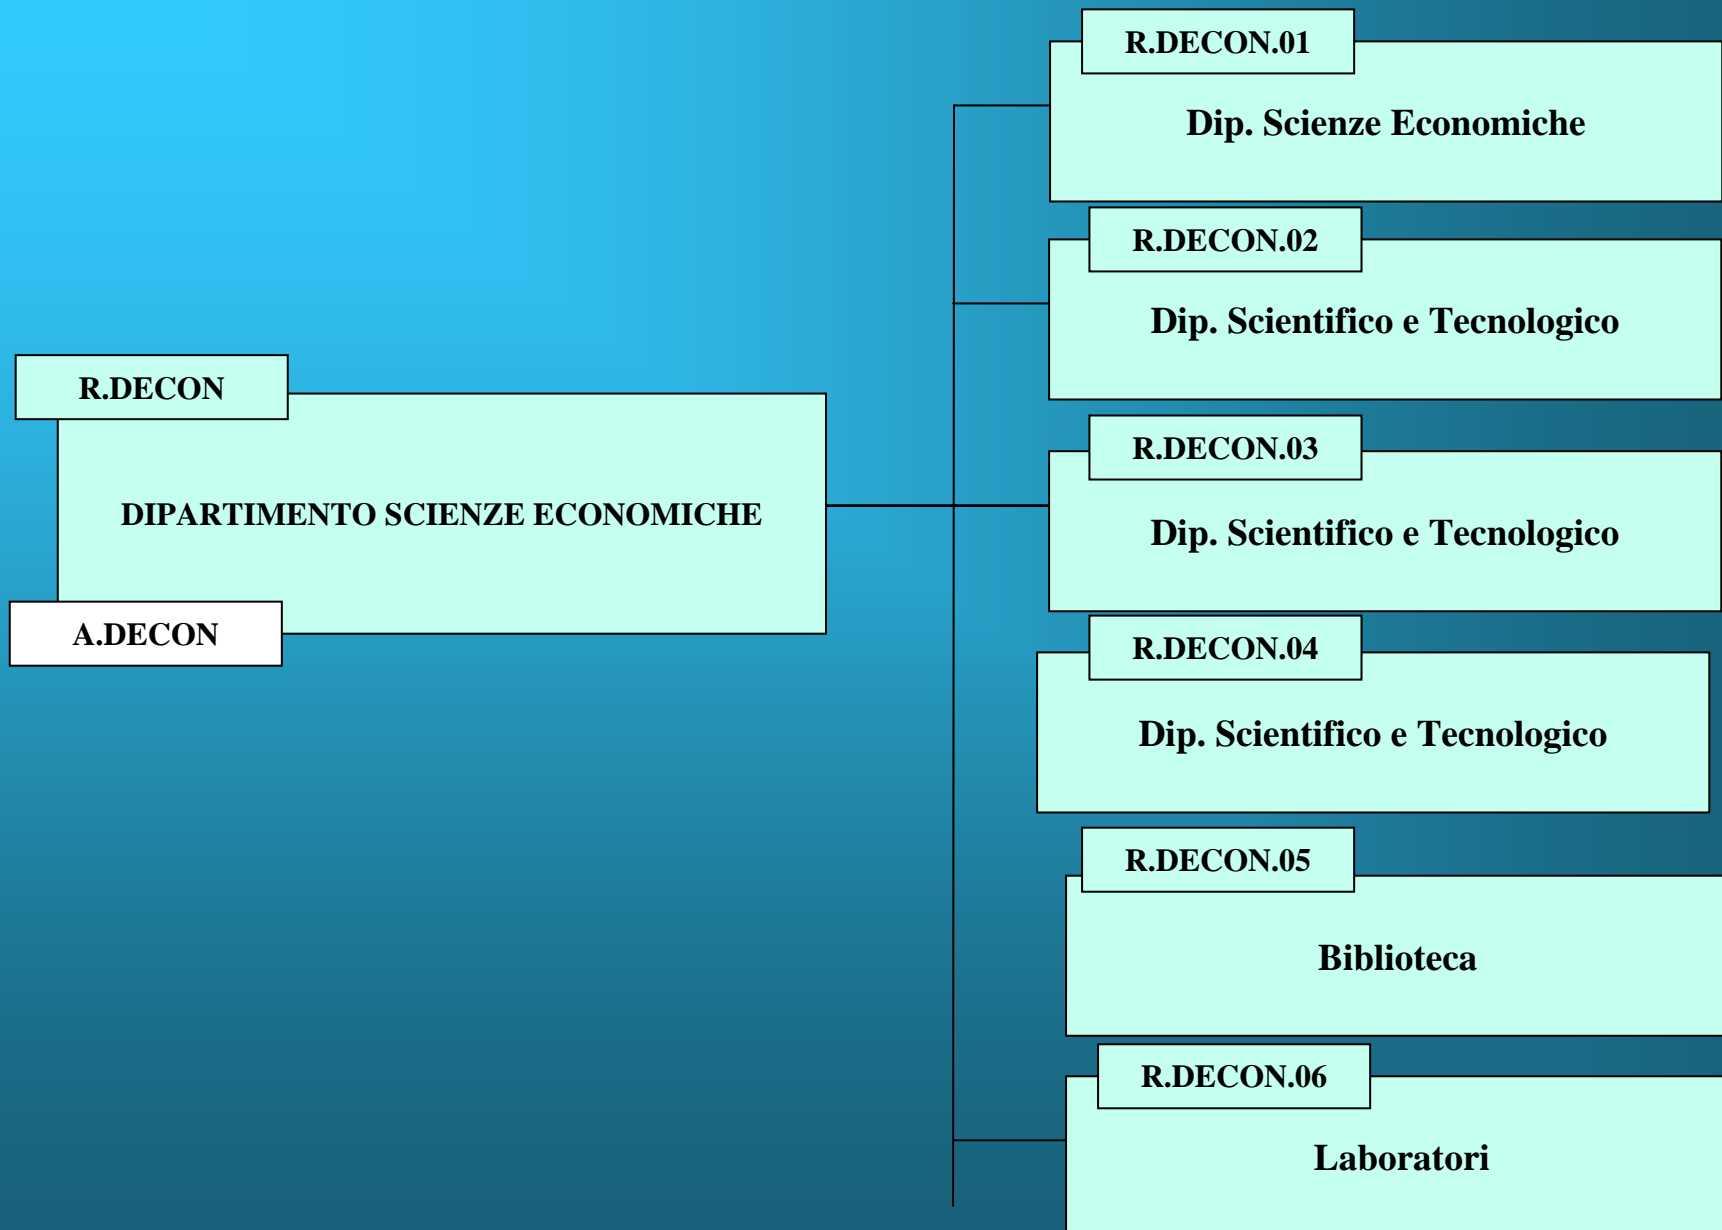 R.DECON
DIPARTIMENTO SCIENZE ECONOMICHE
A.DECON
R.DECON.01
Dip. Scienze Economiche
R.DECON.02
Dip. Scientifico e Tecnologico
R.DECON.03
Dip. Scientifico e Tecnologico
R.DECON.04
Dip. Scientifico e Tecnologico
R.DECON.05
Biblioteca
R.DECON.06
Laboratori